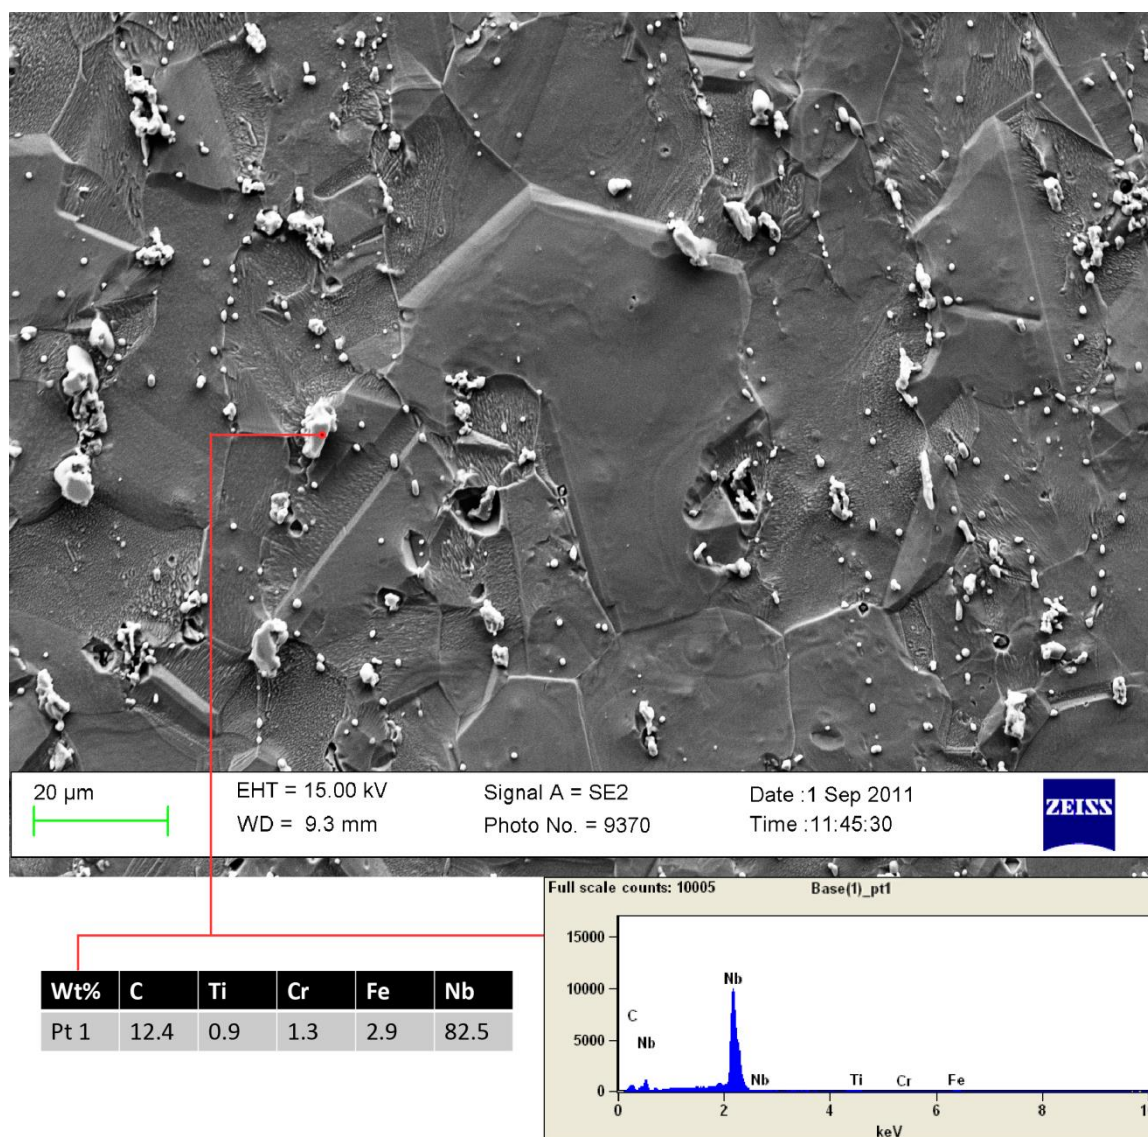 20 µm
EHT = 15.00 kV
WD = 9.3 mm
Signal A = SE2
Photo No. = 9370
Date :1 Sep 2011
Time :11:45:30
ZEISS
Wt% C Ti Cr Fe Nb
Pt 1 12.4 0.9 1.3 2.9 82.5
Full scale counts: 10005 Base(1)_pt1
15000
10000
5000
0
C
Nb
Nb
Nb
Ti
Cr
Fe
0 2 4 6 8 1
keV